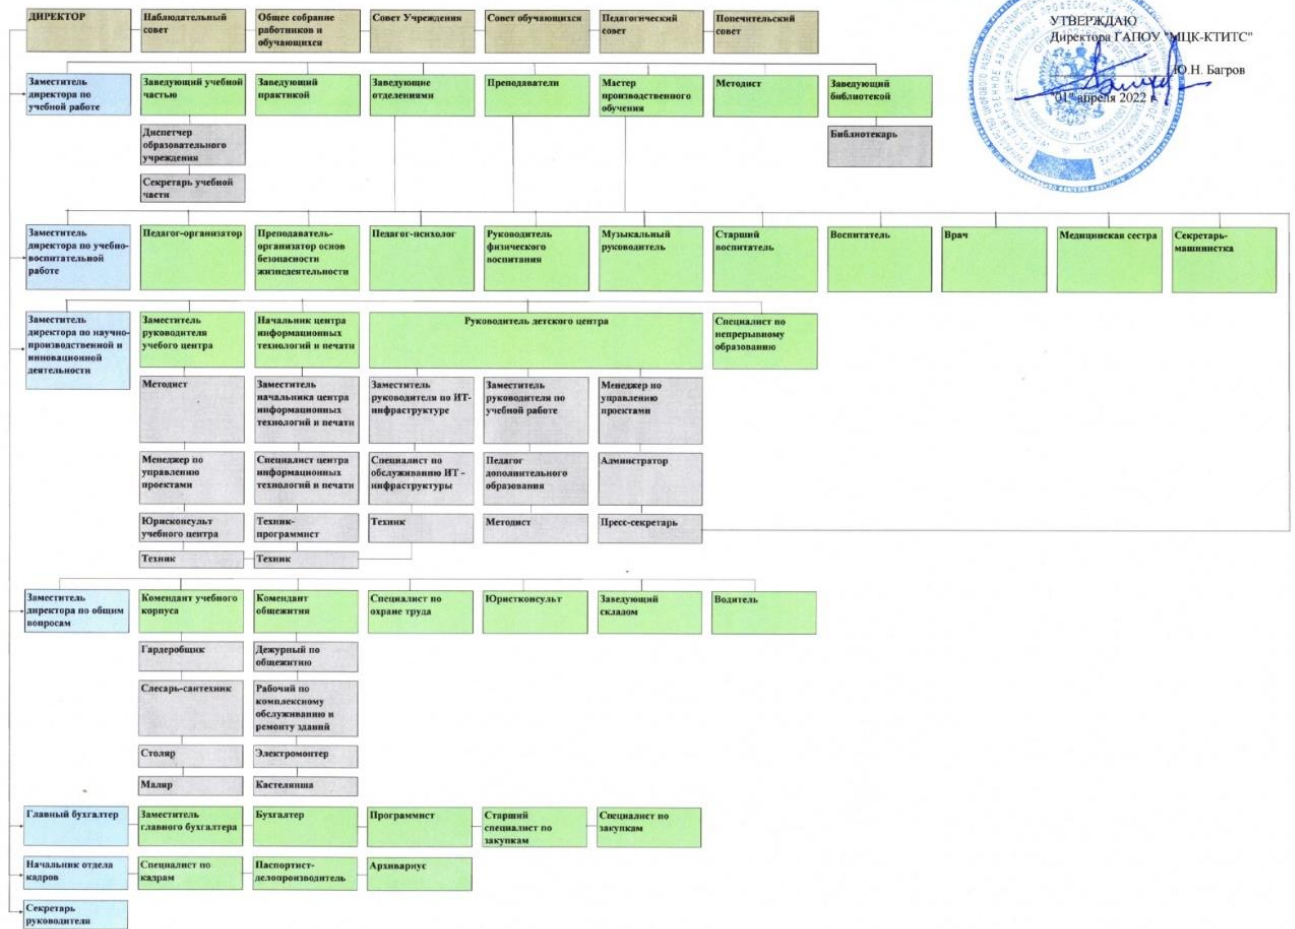 УТВЕРЖДАЮ
Директора ГАПОУ "МЦК-КТИТС"
Ю.Н. Багров
"01" апреля 2022 г.
ДИРЕКТОР
Наблюдательный
совет
Общее собрание
работников и
обучающихся
Совет Учреждения
Совет обучающихся
Педагогический
совет
Попечительский
совет
Заместитель
директора по
учебной работе
Заведующий учебной
частью
Заведующий
практикой
Заведующие
отделениями
Преподаватели
Мастер
производственного
обучения
Методист
Заведующий
библиотекой
Диспетчер
образовательного
учреждения
Библиотекарь
Секретарь учебной
части
Заместитель
директора по учебно-
воспитательной
работе
Педагог-организатор
Преподаватель-
организатор основ
безопасности
жизнедеятельности
Педагог-психолог
Руководитель
физического
воспитания
Музыкальный
руководитель
Старший
воспитатель
Воспитатель
Врач
Медицинская сестра
Секретарь-
машинистка
Заместитель
директора по научно-
производственной и
инновационной
деятельности
Заместитель
руководителя
учебого центра
Начальник центра
информационных
технологий и печати
Руководитель детского центра
Специалист по
непрерывному
образованию
Методист
Заместитель
начальника центра
информационных
технологий и печати
Заместитель
руководителя по ИТ-
инфраструктуре
Заместитель
руководителя по
учебной работе
Менеджер по
управлению
проектами
Менеджер по
управлению
проектами
Специалист центра
информационных
технологий и печати
Специалист по
обслуживанию ИТ -
инфраструктуры
Педагог
дополнительного
образования
Администратор
Юрисконсульт
учебного центра
Техник-
программист
Техник
Методист
Пресс-секретарь
Техник
Техник
Заместитель
директора по общим
вопросам
Комендант учебного
корпуса
Комендант
общежития
Специалист по
охране труда
Юристконсульт
Заведующий
складом
Водитель
Гардеробщик
Дежурный по
общежитию
Слесарь-сантехник
Рабочий по
комплексному
обслуживанию и
ремонту зданий
Столяр
Электромонтер
Маляр
Кастелянша
Главный бухгалтер
Заместитель
главного бухгалтера
Бухгалтер
Программист
Старший
специалист по
закупкам
Специалист по
закупкам
Начальник отдела
кадров
Специалист по
кадрам
Паспортист-
делопроизводитель
Архивариус
Секретарь
руководителя